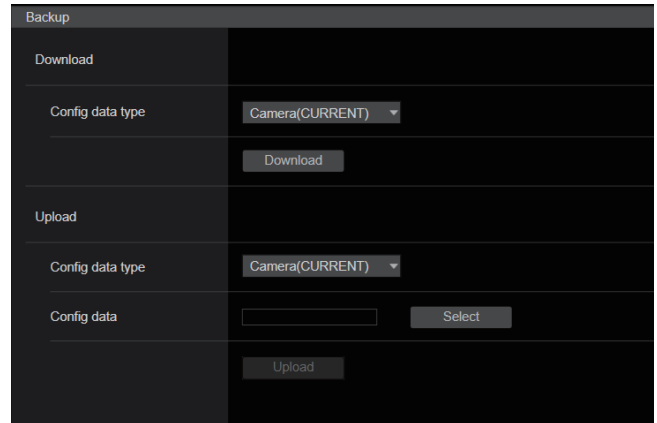 Backup
Download
Config data type
Camera(CURRENT)
Download
Upload
Config data type
Camera(CURRENT)
Config data
Select
Upload